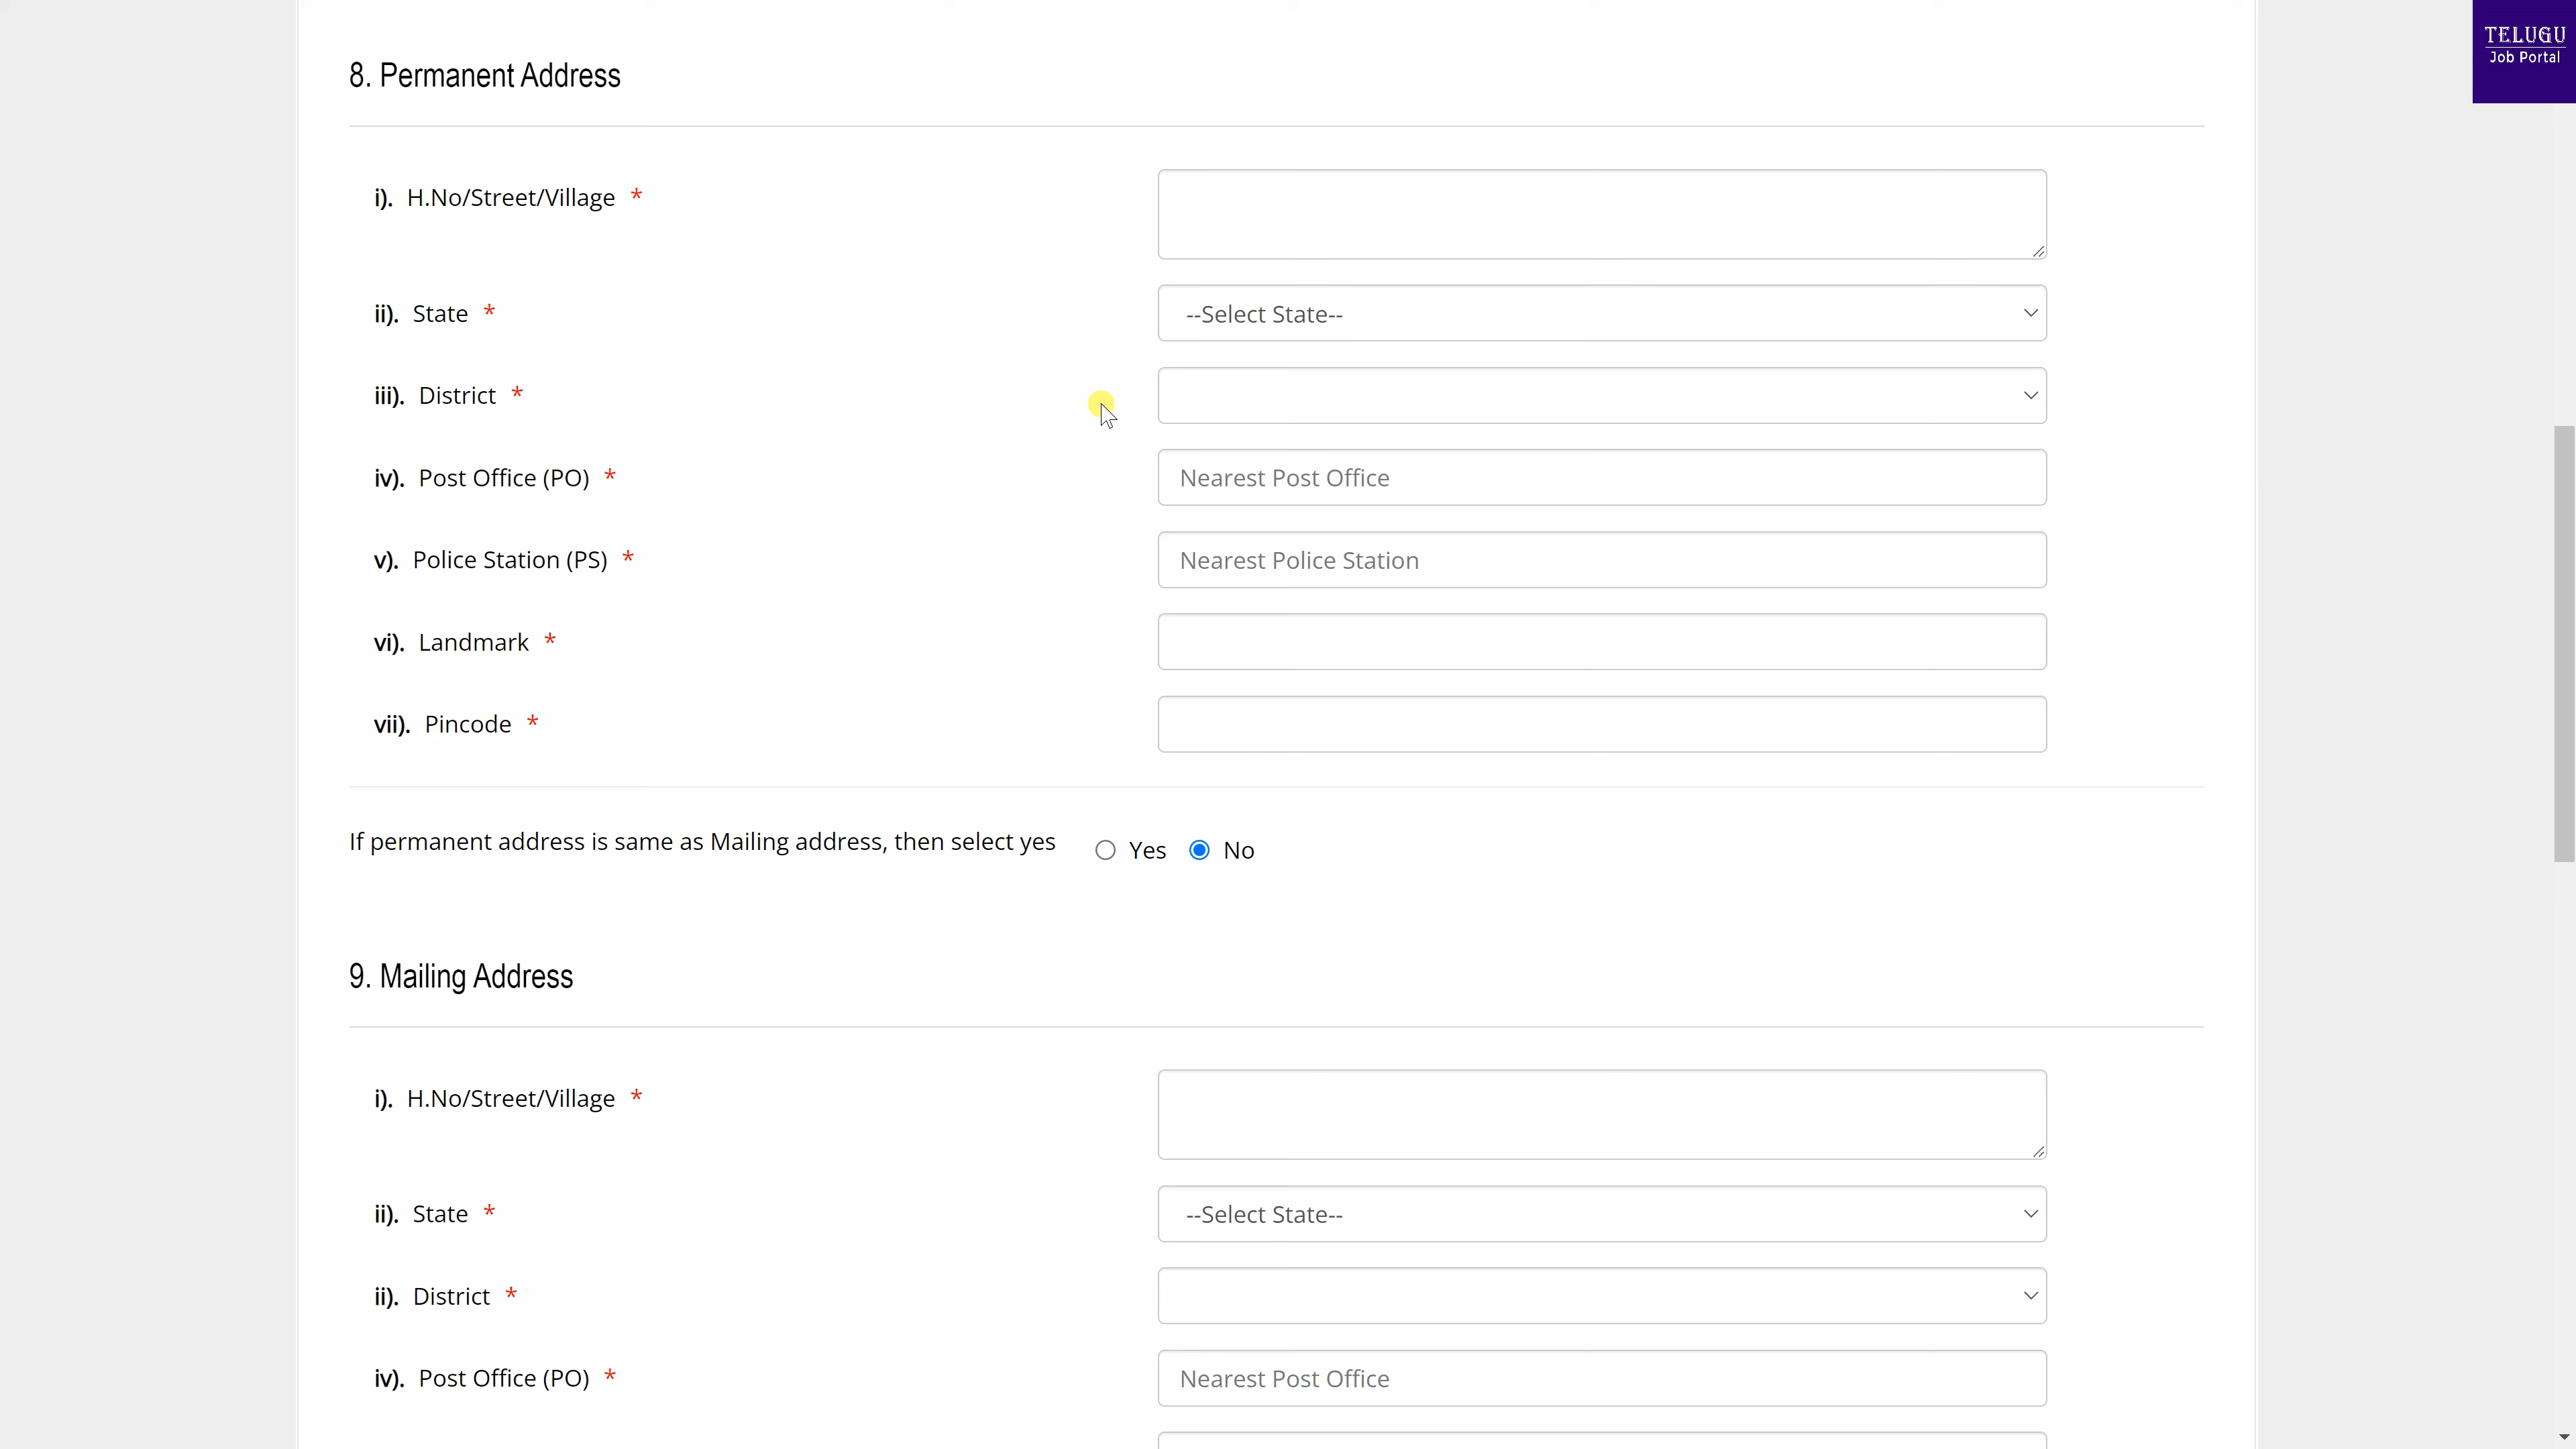 TELUGU
Job Portal
8. Permanent Address
i). H.No/Street/Village *
ii). State *
--Select State--
iii). District *
iv). Post Office (PO) *
Nearest Post Office
v). Police Station (PS) *
Nearest Police Station
vi). Landmark *
vii). Pincode *
If permanent address is same as Mailing address, then select yes Yes No
9. Mailing Address
i). H.No/Street/Village *
ii). State *
--Select State--
ii). District *
iv). Post Office (PO) *
Nearest Post Office